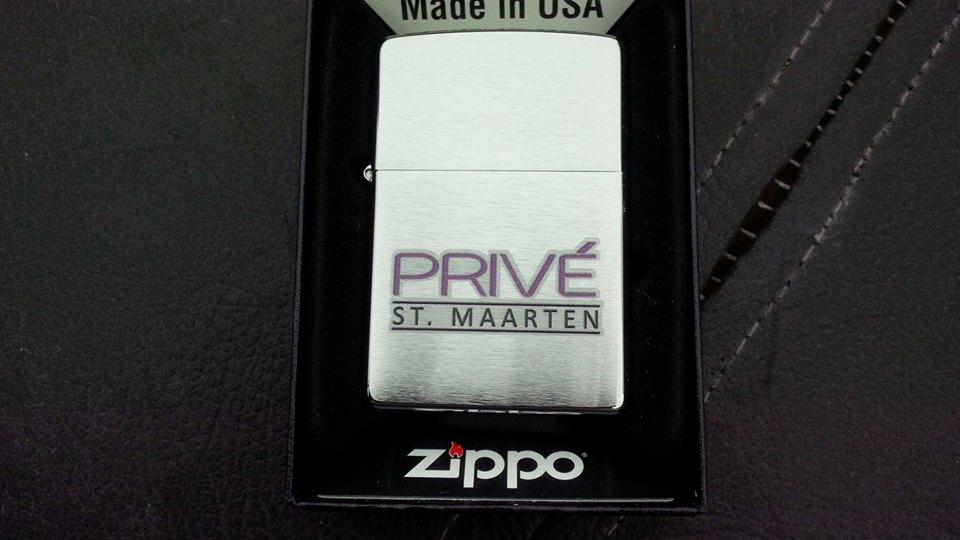 Made in USA
PRIVÉ
ST. MAARTEN
zippo®